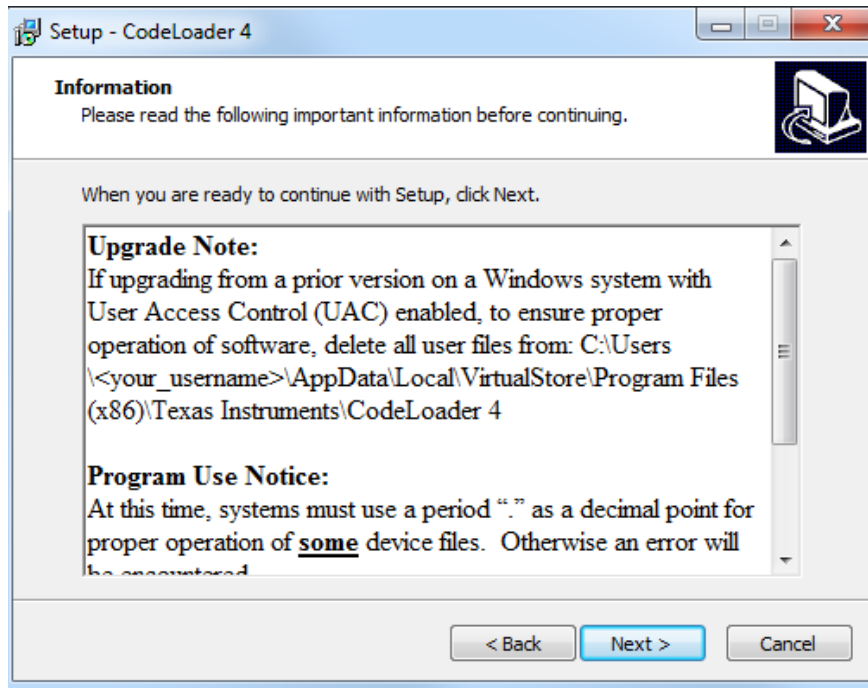 Setup - CodeLoader 4
Information
Please read the following important information before continuing.
When you are ready to continue with Setup, click Next.
Upgrade Note:
If upgrading from a prior version on a Windows system with
User Access Control (UAC) enabled, to ensure proper
operation of software, delete all user files from: C:\Users
\<your_username>\AppData\Local\VirtualStore\Program Files
(x86)\Texas Instruments\CodeLoader 4
Program Use Notice:
At this time, systems must use a period “.” as a decimal point for
proper operation of some device files.  Otherwise an error will
be encountered
< Back
Next >
Cancel